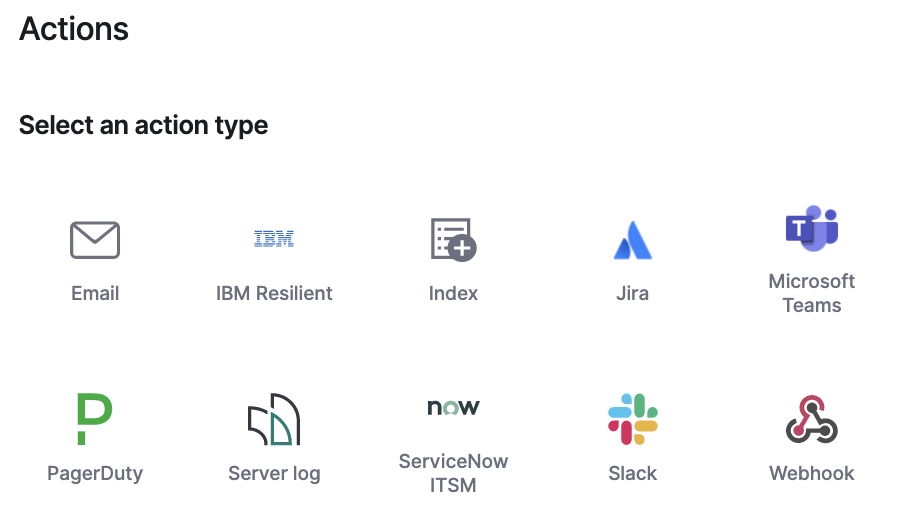 Actions
Select an action type
IBM
T
Email
IBM Resilient
Index
Jira
Microsoft
Teams
P
now
PagerDuty
Server log
ServiceNow
ITSM
Slack
Webhook